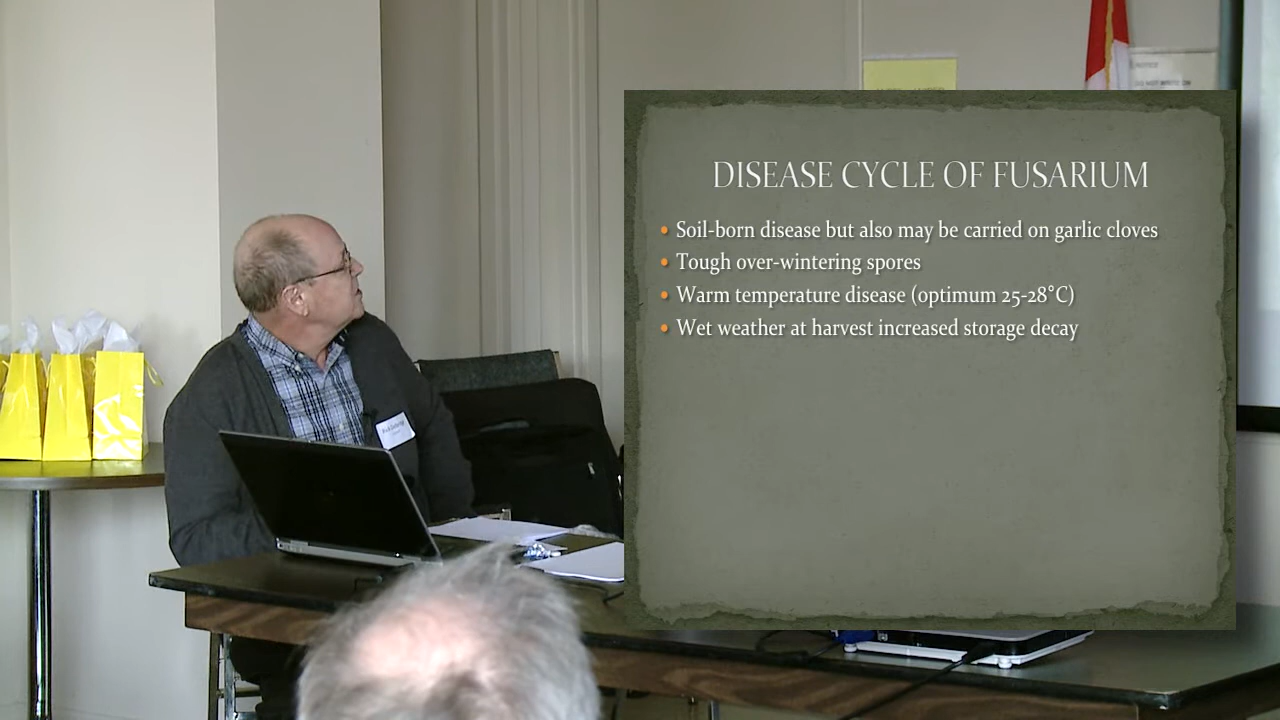 DISEASE CYCLE OF FUSARIUM
• Soil-born disease but also may be carried on garlic cloves
• Tough over-wintering spores
• Warm temperature disease (optimum 25-28°C)
• Wet weather at harvest increased storage decay